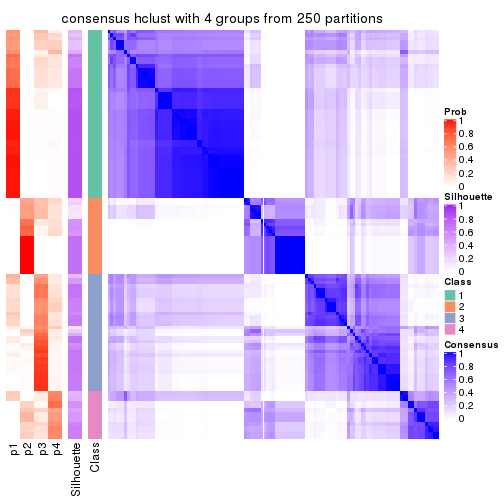 consensus hclust with 4 groups from 250 partitions
Prob
1
0.8
0.6
0.4
0.2
0
Silhouette
1
0.8
0.6
0.4
0.2
0
Class
1
2
3
4
Consensus
1
0.8
0.6
0.4
0.2
0
p1
p2
p3
p4
Silhouette
Class